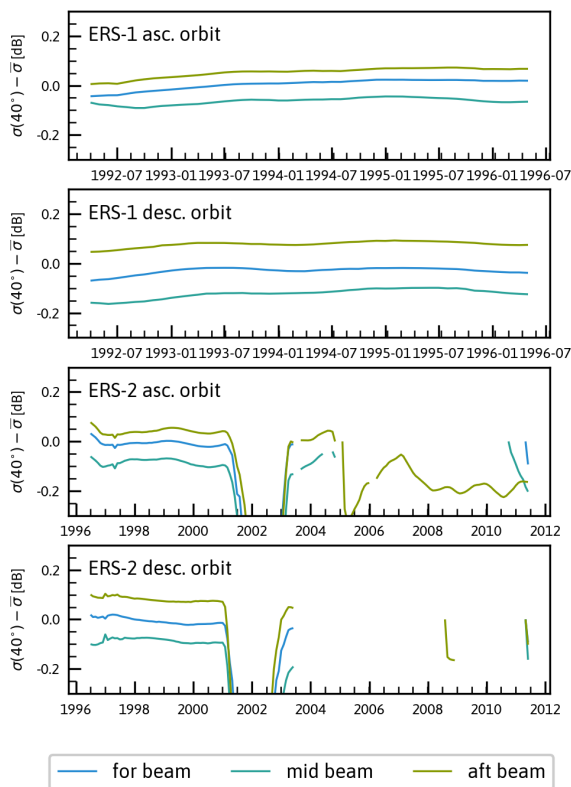 ERS-1 asc. orbit
σ(40°) − σ̅ [dB]
0.2
0.0
-0.2
1992-07 1993-01 1993-07 1994-01 1994-07 1995-01 1995-07 1996-01 1996-07
ERS-1 desc. orbit
σ(40°) − σ̅ [dB]
0.2
0.0
-0.2
1992-07 1993-01 1993-07 1994-01 1994-07 1995-01 1995-07 1996-01 1996-07
ERS-2 asc. orbit
σ(40°) − σ̅ [dB]
0.2
0.0
-0.2
1996 1998 2000 2002 2004 2006 2008 2010 2012
ERS-2 desc. orbit
σ(40°) − σ̅ [dB]
0.2
0.0
-0.2
1996 1998 2000 2002 2004 2006 2008 2010 2012
for beam mid beam aft beam